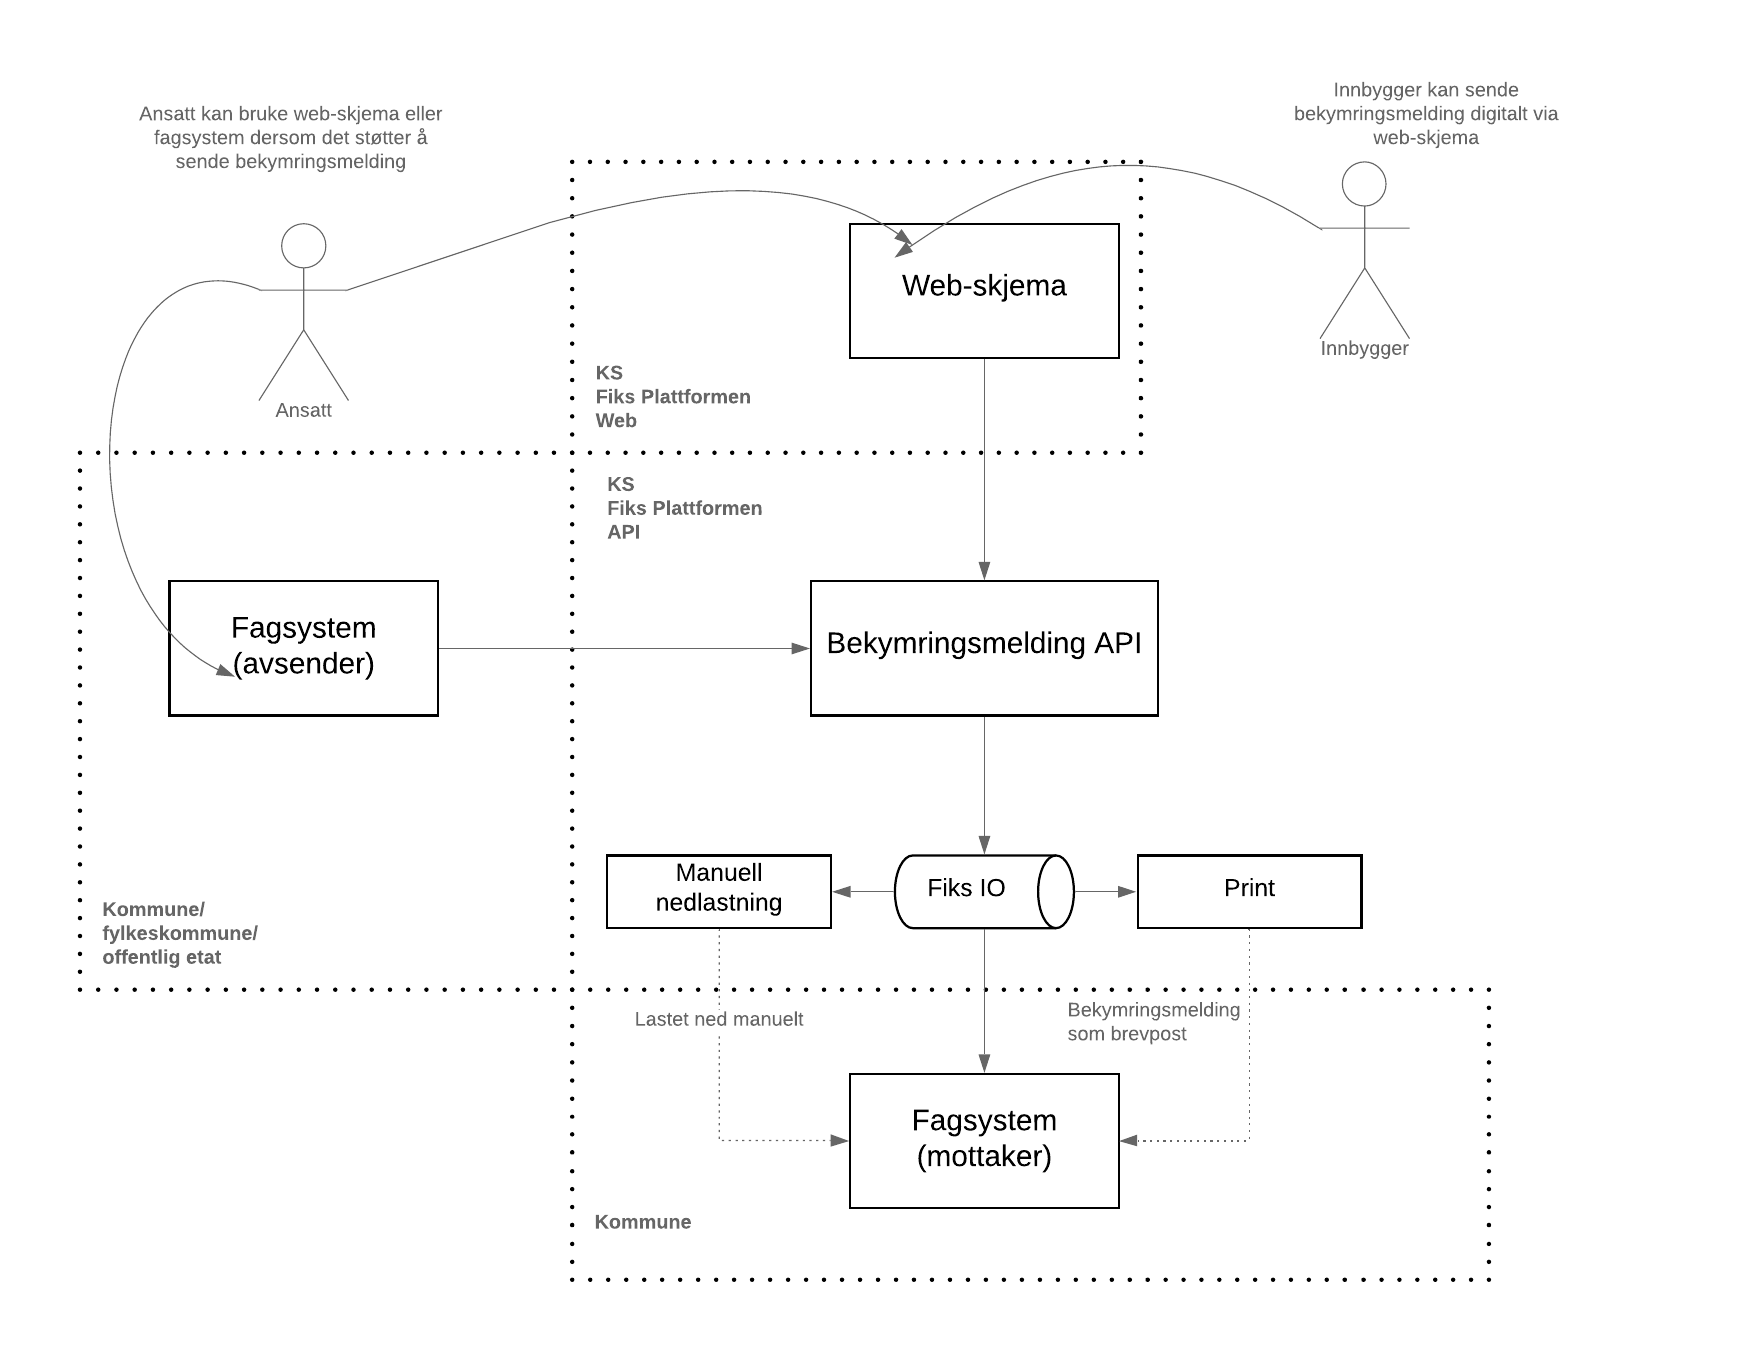 Ansatt kan bruke web-skjema eller
fagsystem dersom det støtter å
sende bekymringsmelding
Innbygger kan sende
bekymringsmelding digitalt via
web-skjema
Web-skjema
Innbygger
Ansatt
KS
Fiks Plattformen
Web
KS
Fiks Plattformen
API
Fagsystem
(avsender)
Bekymringsmelding API
Manuell
nedlastning
Fiks IO
Print
Kommune/
fylkeskommune/
offentlig etat
Lastet ned manuelt
Bekymringsmelding
som brevpost
Fagsystem
(mottaker)
Kommune